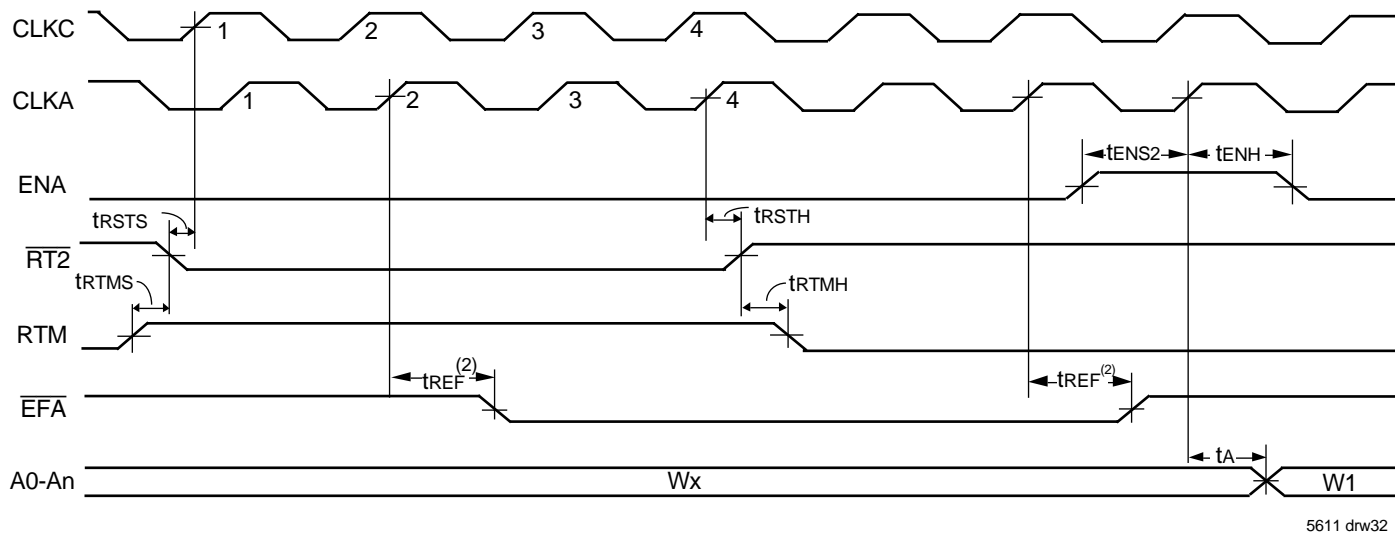 CLKC 1 2 3 4
CLKA 1 2 3 4
tENS2 tENH
ENA
tRSTS tRSTH
RT2
tRTMS tRTMH
RTM
tREF(2) tREF(2)
EFA
tA
A0-An Wx W1
5611 drw32